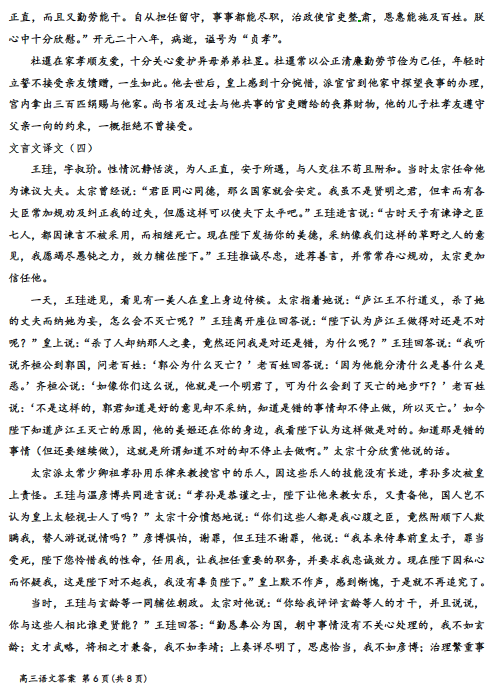 正直，而且又勤劳能干。自从担任留守，事事都能尽职，治政使官吏整肃，恩惠能施及百姓。朕
心中十分欣慰。”开元二十八年，病逝，谥号为“贞孝”。
杜暹在家孝顺友爱，十分关心爱护异母弟弟杜昱。杜暹常以公正清廉勤劳节俭为己任，年轻时
立誓不接受亲友馈赠，一生如此。他去世后，皇上感到十分惋惜，派宦官到他家中探望丧事的办理，
宫内拿出三百匹绢赐与他家。尚书省及过去与他共事的官吏赠给的丧葬财物，他的儿子杜孝友遵守
父亲一向的约束，一概拒绝不曾接受。
文言文译文（四）
王珪，字叔玠。性情沉静恬淡，为人正直，安于所遇，与人交往不苟且附和。当时太宗任命他
为谏议大夫。太宗曾经说：“君臣同心同德，那么国家就会安定。我虽不是贤明之君，但幸而有各
大臣常加规劝及纠正我的过失，但愿这样可以使天下太平吧。”王珪进言说：“古时天子有谏诤之臣
七人，都因谏言不被采用，而相继死亡。现在陛下发扬你的美德，采纳像我们这样的草野之人的意
见，我愿竭尽愚钝之力，效力辅佐陛下。”王珪推诚尽忠，进荐善言，并常常存心规劝，太宗更加
信任他。
一天，王珪进见，看见有一美人在皇上身边侍候。太宗指着她说：“庐江王不行道义，杀了她
的丈夫而纳她为妾，怎么会不灭亡呢？”王珪离开座位回答说：“陛下认为庐江王做得对还是不对
呢？”皇上说：“杀了人却纳那人之妻，竟然还问我是对还是错，为什么呢？”王珪回答说：“我听
说齐桓公到郭国，问老百姓：‘郭公为什么灭亡？’老百姓回答说：‘因为他能分清什么是善什么是
恶。’齐桓公说：‘如像你们这么说，他就是一个明君了，可为什么会到了灭亡的地步吓？’老百姓
说：‘不是这样的，郭君知道是好的意见却不采纳，知道是错的事情却不停止做，所以灭亡。’如今
陛下知道庐江王灭亡的原因，他的美姬还在你的身边，我看陛下认为这样做是对的。知道那是错的
事情（但还要继续做），这就是所谓知道不对的却不停止去做啊。”太宗十分欣赏他说的话。
太宗派太常少卿祖孝孙用乐律来教授宫中的乐人，因这些乐人的技能没有长进，孝孙多次被皇
上责怪。王珪与温彦博共同进言说：“孝孙是恭谨之士，陛下让他来教女乐，又责备他，国人岂不
认为皇上太轻视士人了吗？”太宗十分愤怒地说：“你们这些人都是我心腹之臣，竟然附顺下人欺
瞒我，替人游说说情吗？”彦博惧怕，谢罪，但王珪不谢罪，他说：“我本来侍奉前皇太子，罪当
受死，陛下您怜惜我的性命，任用我，让我担任重要的职务，并要求我忠诚效力。现在陛下因私心
而怀疑我，这是陛下对不起我，我没有辜负陛下。”皇上默不作声，感到惭愧，于是就不再追究了。
当时，王珪与玄龄等一同辅佐朝政。太宗对他说：“你给我评评玄龄等人的才干，并且说说，
你与这些人相比谁更贤能？”王珪回答：“勤恳奉公为国，朝中事情没有不关心处理的，我不如玄
龄；文才武略，将相之才兼备，我不如李靖；上奏详尽明了，思虑恰当，我不如彦博；治理繁重事
高三语文答案 第 6 页(共 8 页)